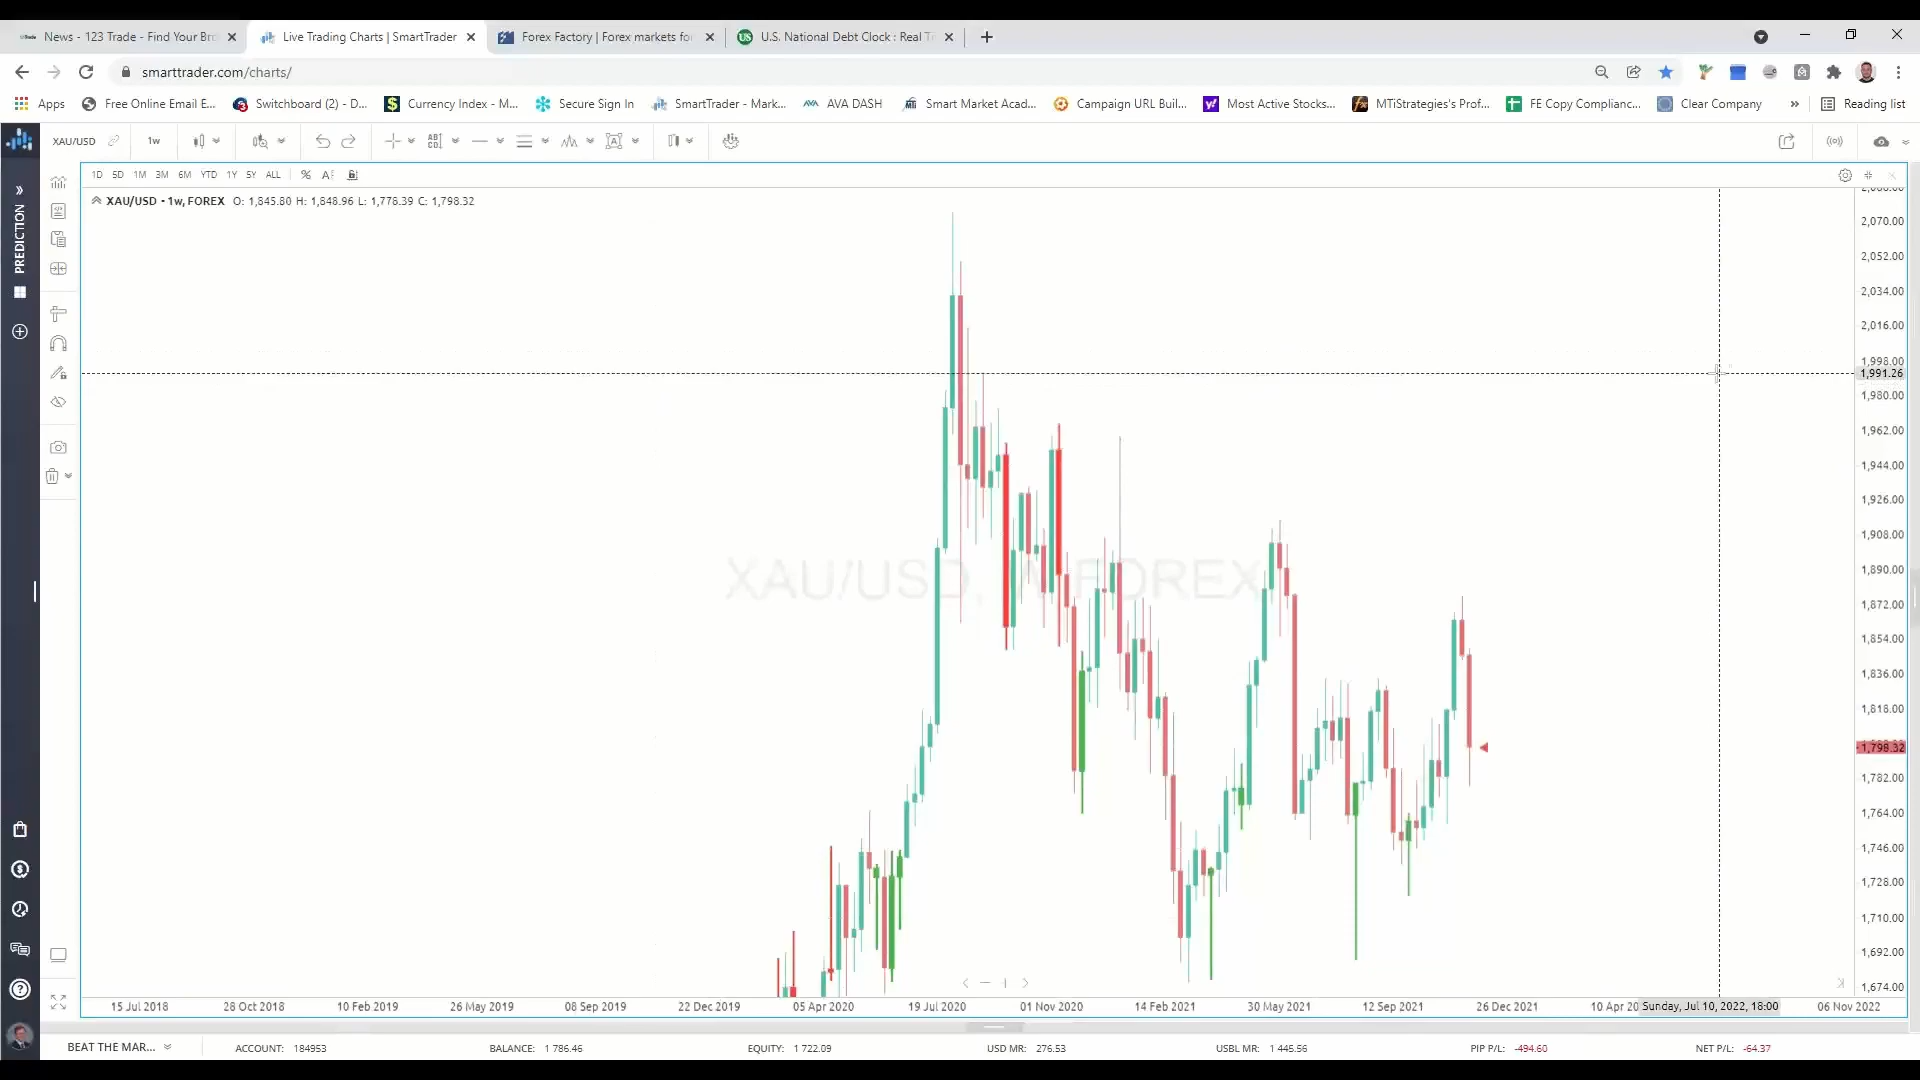 News - 123 Trade - Find Your Bro
Live Trading Charts | SmartTrader
Forex Factory | Forex markets for
U.S. National Debt Clock : Real Ti
smarttrader.com/charts/
Apps
Free Online Email E...
Switchboard (2) - D...
Currency Index - M...
Secure Sign In
SmartTrader - Mark...
AVA DASH
Smart Market Acad...
Campaign URL Buil...
Most Active Stocks...
MTiStrategies's Prof...
FE Copy Complianc...
Clear Company
»
Reading list
XAU/USD
1w
1D 5D 1M 3M 6M YTD 1Y 5Y ALL
%
XAU/USD - 1w, FOREX O: 1,845.80 H: 1,848.96 L: 1,778.39 C: 1,798.32
PREDICTION
XAU/USD, W FOREX
2,070.00
2,052.00
2,034.00
2,016.00
1,998.00
1,991.26
1,980.00
1,962.00
1,944.00
1,926.00
1,908.00
1,890.00
1,872.00
1,854.00
1,836.00
1,818.00
1,798.32
1,782.00
1,764.00
1,746.00
1,728.00
1,710.00
1,692.00
1,674.00
15 Jul 2018 28 Oct 2018 10 Feb 2019 26 May 2019 08 Sep 2019 22 Dec 2019 05 Apr 2020 19 Jul 2020 01 Nov 2020 14 Feb 2021 30 May 2021 12 Sep 2021 26 Dec 2021 10 Apr 20 Sunday, Jul 10, 2022, 18:00 06 Nov 2022
BEAT THE MAR... ACCOUNT: 184953 BALANCE: 1 786.46 EQUITY: 1 722.09 USD MR: 276.53 USBL MR: 1 445.56 PIP P/L: -494.60 NET P/L: -64.37